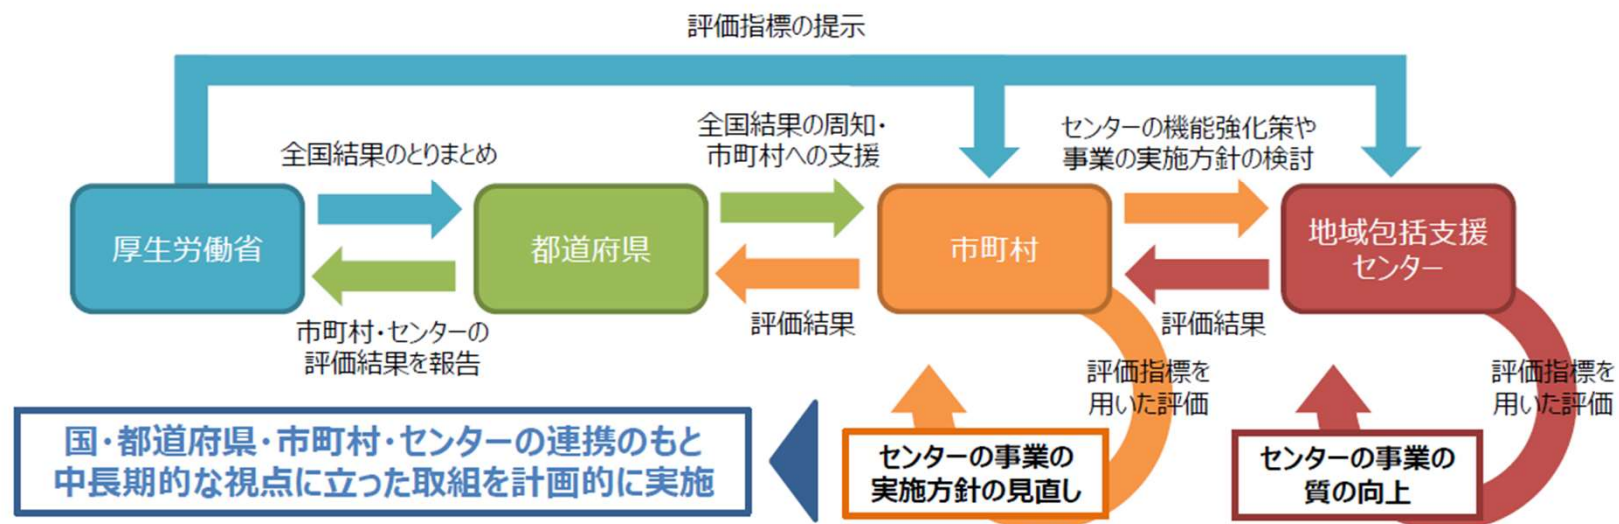 評価指標の提示
全国結果のとりまとめ
全国結果の周知・
市町村への支援
センターの機能強化策や
事業の実施方針の検討
厚生労働省
都道府県
市町村
地域包括支援
センター
市町村・センターの
評価結果を報告
評価結果
評価結果
評価指標を
用いた評価
評価指標を
用いた評価
国・都道府県・市町村・センターの連携のもと
中長期的な視点に立った取組を計画的に実施
センターの事業の
実施方針の見直し
センターの事業の
質の向上